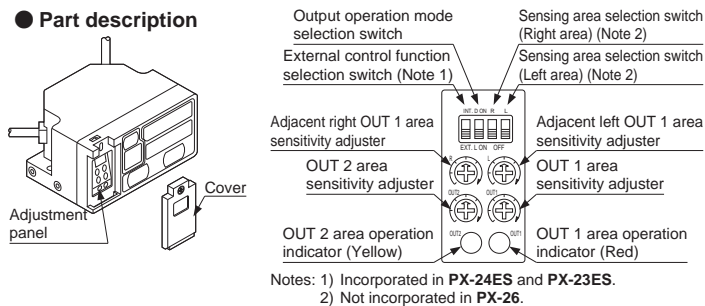 ● Part description
Output operation mode
selection switch
Sensing area selection switch
(Right area) (Note 2)
External control function
selection switch (Note 1)
Sensing area selection switch
(Left area) (Note 2)
INT. D ON R L
EXT. L ON OFF
Adjacent right OUT 1 area
sensitivity adjuster
Adjacent left OUT 1 area
sensitivity adjuster
R L
OUT 2 area
sensitivity adjuster
OUT 1 area
sensitivity adjuster
OUT2 OUT1
OUT 2 area operation
indicator (Yellow)
OUT2 OUT1
OUT 1 area operation
indicator (Red)
Adjustment
panel
Cover
Notes: 1) Incorporated in PX-24ES and PX-23ES.
2) Not incorporated in PX-26.